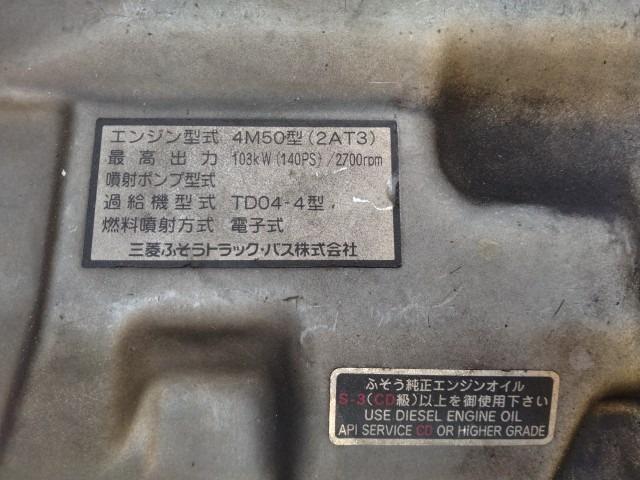 エンジン型式 4M50型(2AT3)
最高出力 103kW(140PS)/2700rpm
噴射ポンプ型式
過給機型式 TD04-4型
燃料噴射方式 電子式
三菱ふそうトラック・バス株式会社
ふそう純正エンジンオイル
S-3(CD級)以上を御使用下さい
USE DIESEL ENGINE OIL
API SERVICE CD OR HIGHER GRADE